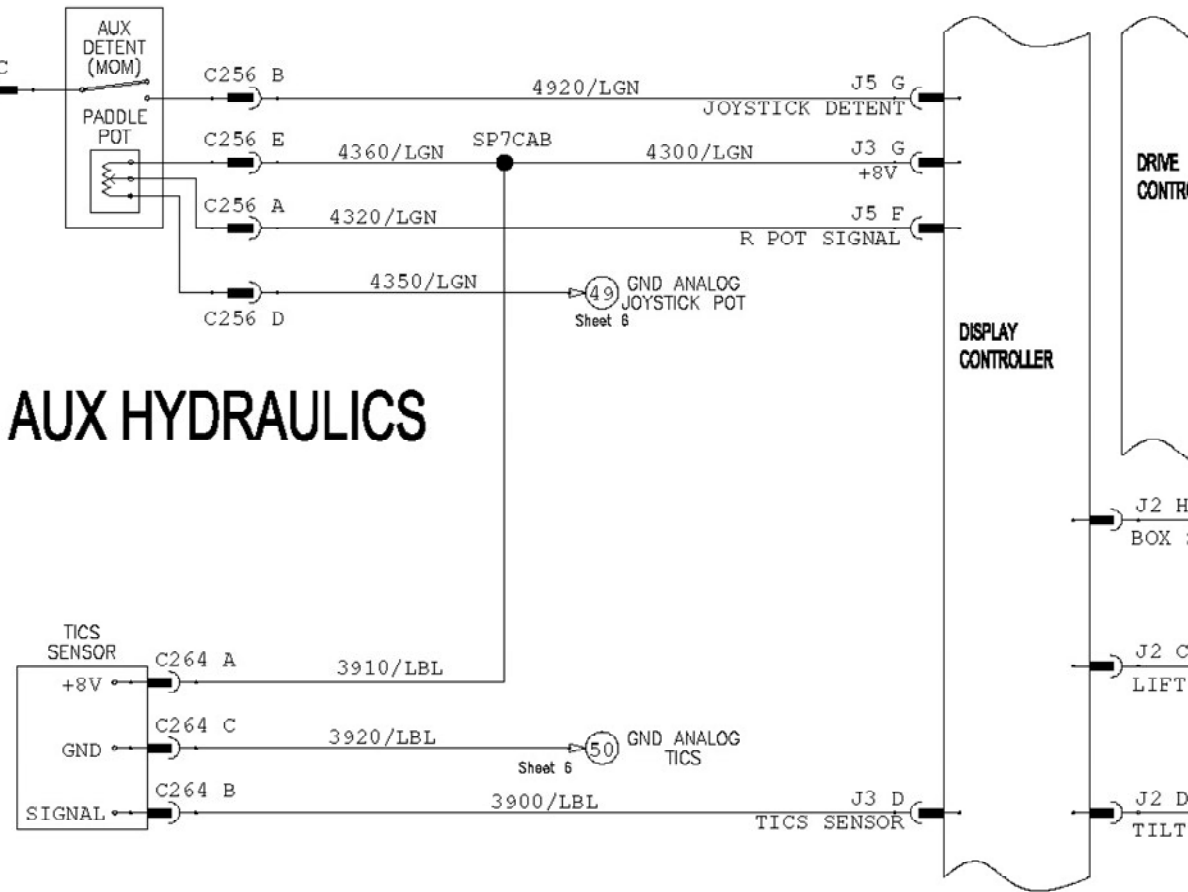 AUX
DETENT
(MOM)
C
C256 B
4920/LGN
J5 G
JOYSTICK DETENT
PADDLE
POT
C256 E
4360/LGN
SP7CAB
4300/LGN
J3 G
+8V
C256 A
4320/LGN
J5 F
R POT SIGNAL
4350/LGN
C256 D
49
GND ANALOG
JOYSTICK POT
Sheet 6
DRIVE
DISPLAY
CONTROLLER
AUX HYDRAULICS
J2 H
BOX
TICS
SENSOR
+8V
C264 A
3910/LBL
J2 C
LIFT
GND
C264 C
3920/LBL
Sheet 6
50
GND ANALOG
TICS
SIGNAL
C264 B
3900/LBL
J3 D
TICS SENSOR
J2 D
TILT